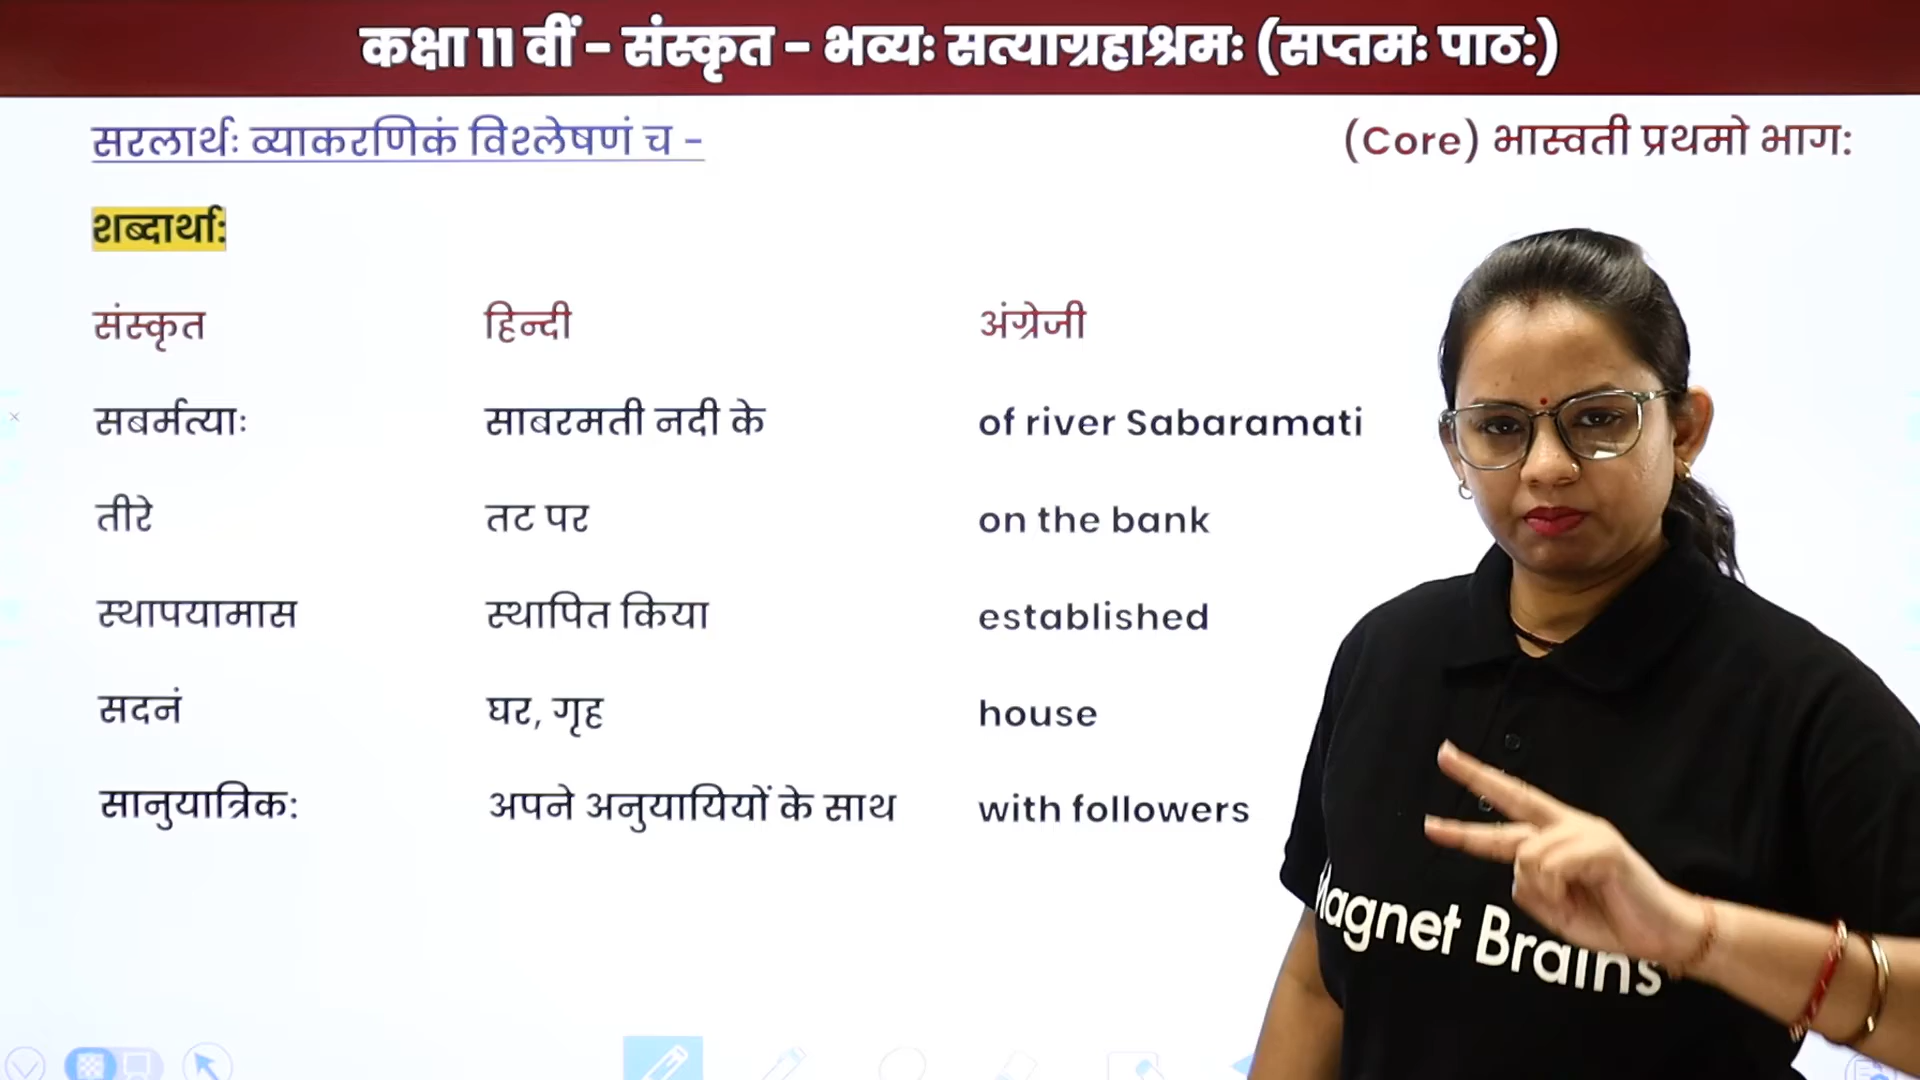 कक्षा 11 वीं - संस्कृत - भव्यः सत्याग्रहाश्रमः (सप्तमः पाठ:)
सरलार्थः व्याकरणिकं विश्लेषणं च - (Core) भास्वती प्रथमो भाग:
शब्दार्था:
संस्कृत हिन्दी अंग्रेजी
सबर्मत्याः साबरमती नदी के of river Sabaramati
तीरे तट पर on the bank
स्थापयामास स्थापित किया established
सदनं घर, गृह house
सानुयात्रिक: अपने अनुयायियों के साथ with followers
Magnet Brains